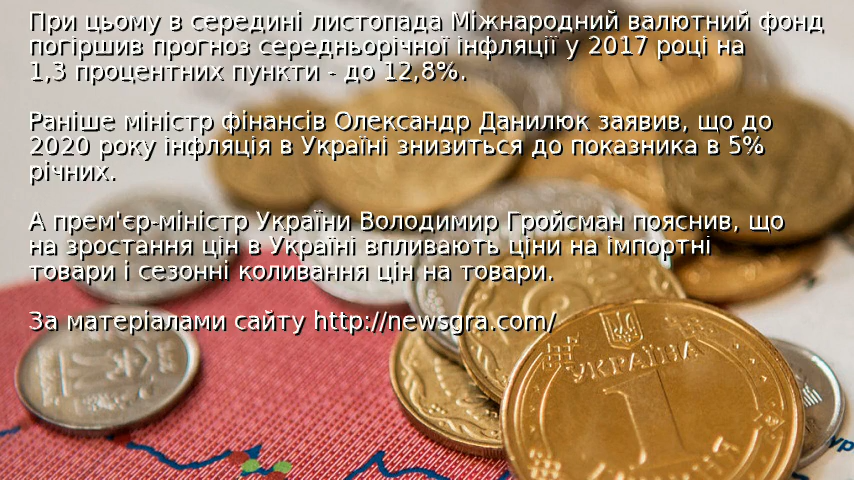 При цьому в середині листопада Міжнародний валютний фонд
погіршив прогноз середньорічної інфляції у 2017 році на
1,3 процентних пункти - до 12,8%.
Раніше міністр фінансів Олександр Данилюк заявив, що до
2020 року інфляція в Україні знизиться до показника в 5%
річних.
А прем'єр-міністр України Володимир Гройсман пояснив, що
на зростання цін в Україні впливають ціни на імпортні
товари і сезонні коливання цін на товари.
За матеріалами сайту http://newsgra.com/
УКРАЇНА
1